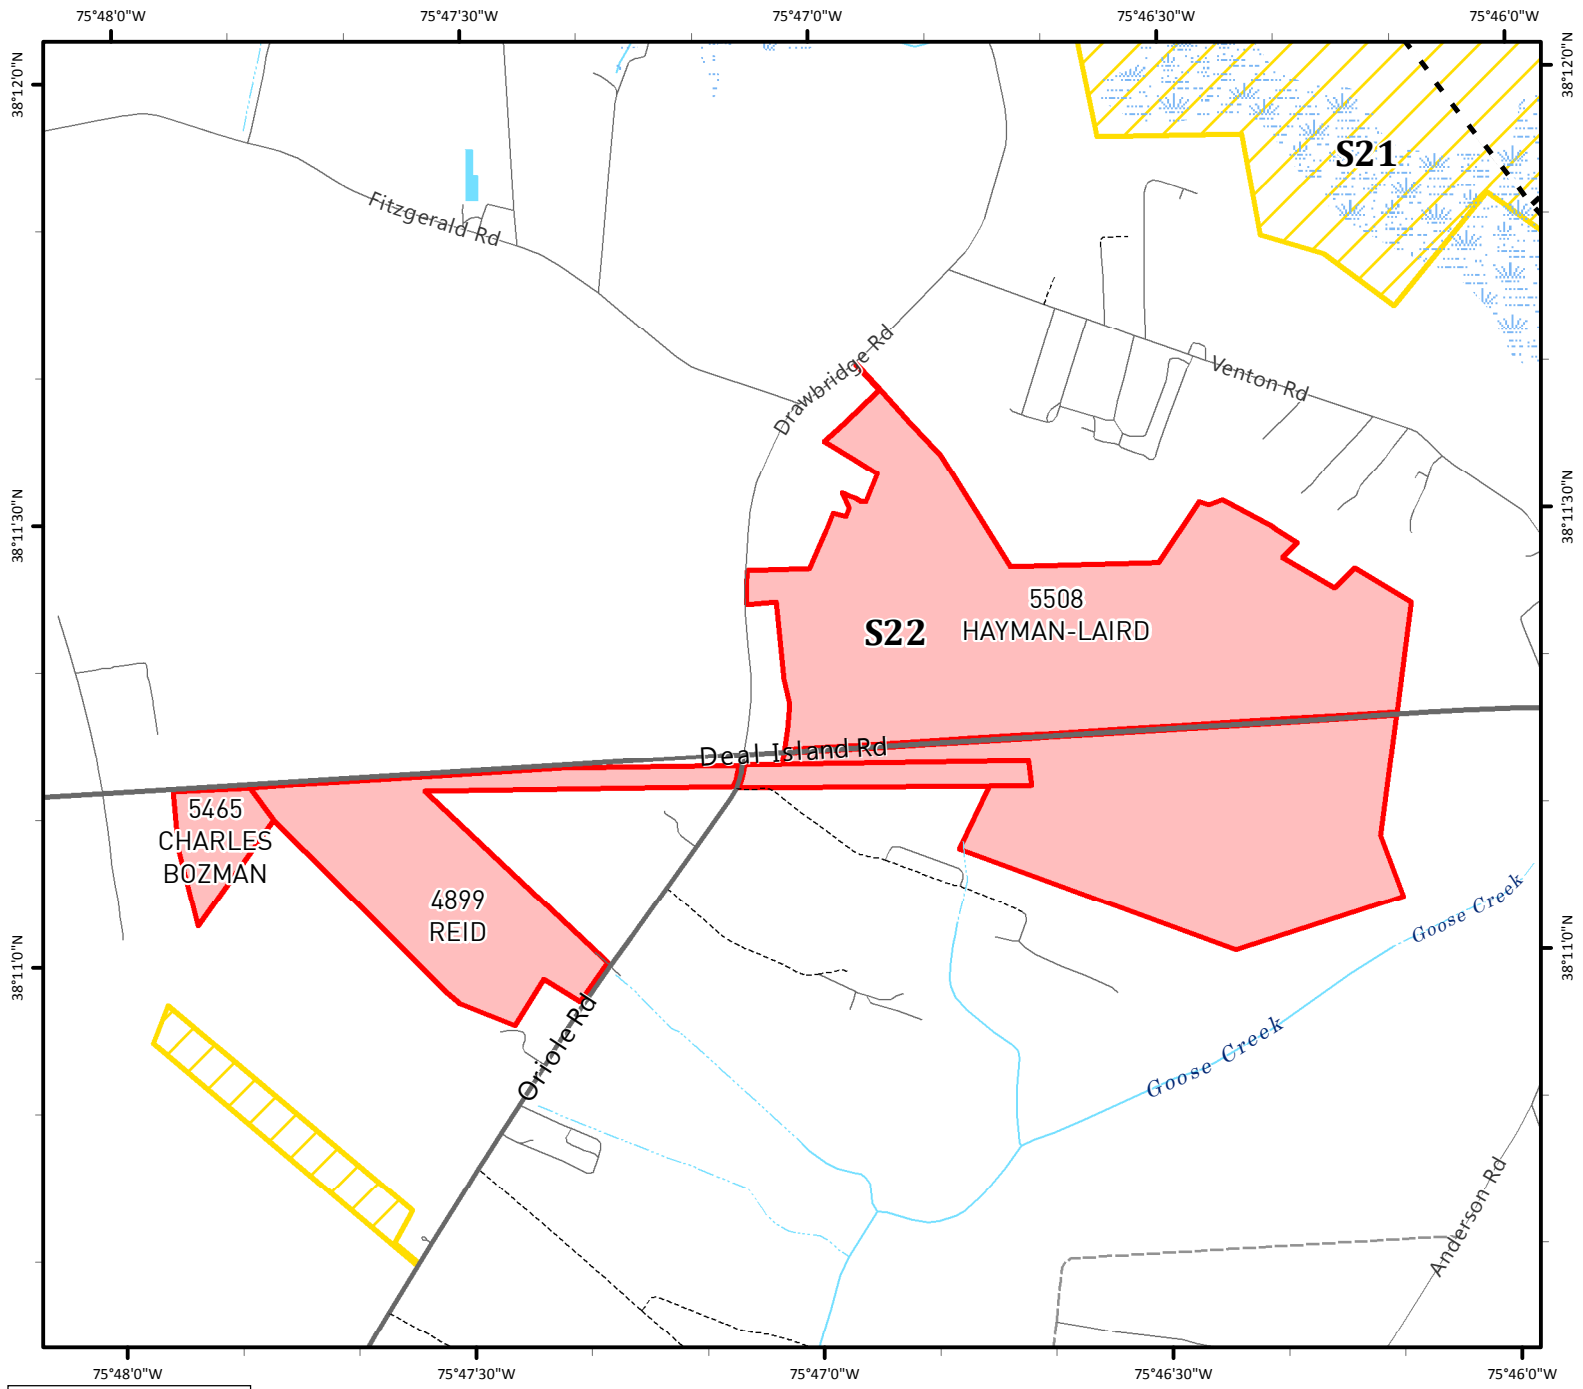 75°48'0"W
75°47'30"W
75°47'0"W
75°46'30"W
75°46'0"W
38°12'0"N
38°12'0"N
S21
Fitzgerald Rd
Drawbridge Rd
Venton Rd
38°11'30"N
38°11'30"N
5508
HAYMAN-LAIRD
S22
Deal Island Rd
5465
CHARLES
BOZMAN
4899
REID
Goose Creek
38°11'0"N
38°11'0"N
Oriole Rd
Goose Creek
Anderson Rd
75°48'0"W
75°47'30"W
75°47'0"W
75°46'30"W
75°46'0"W